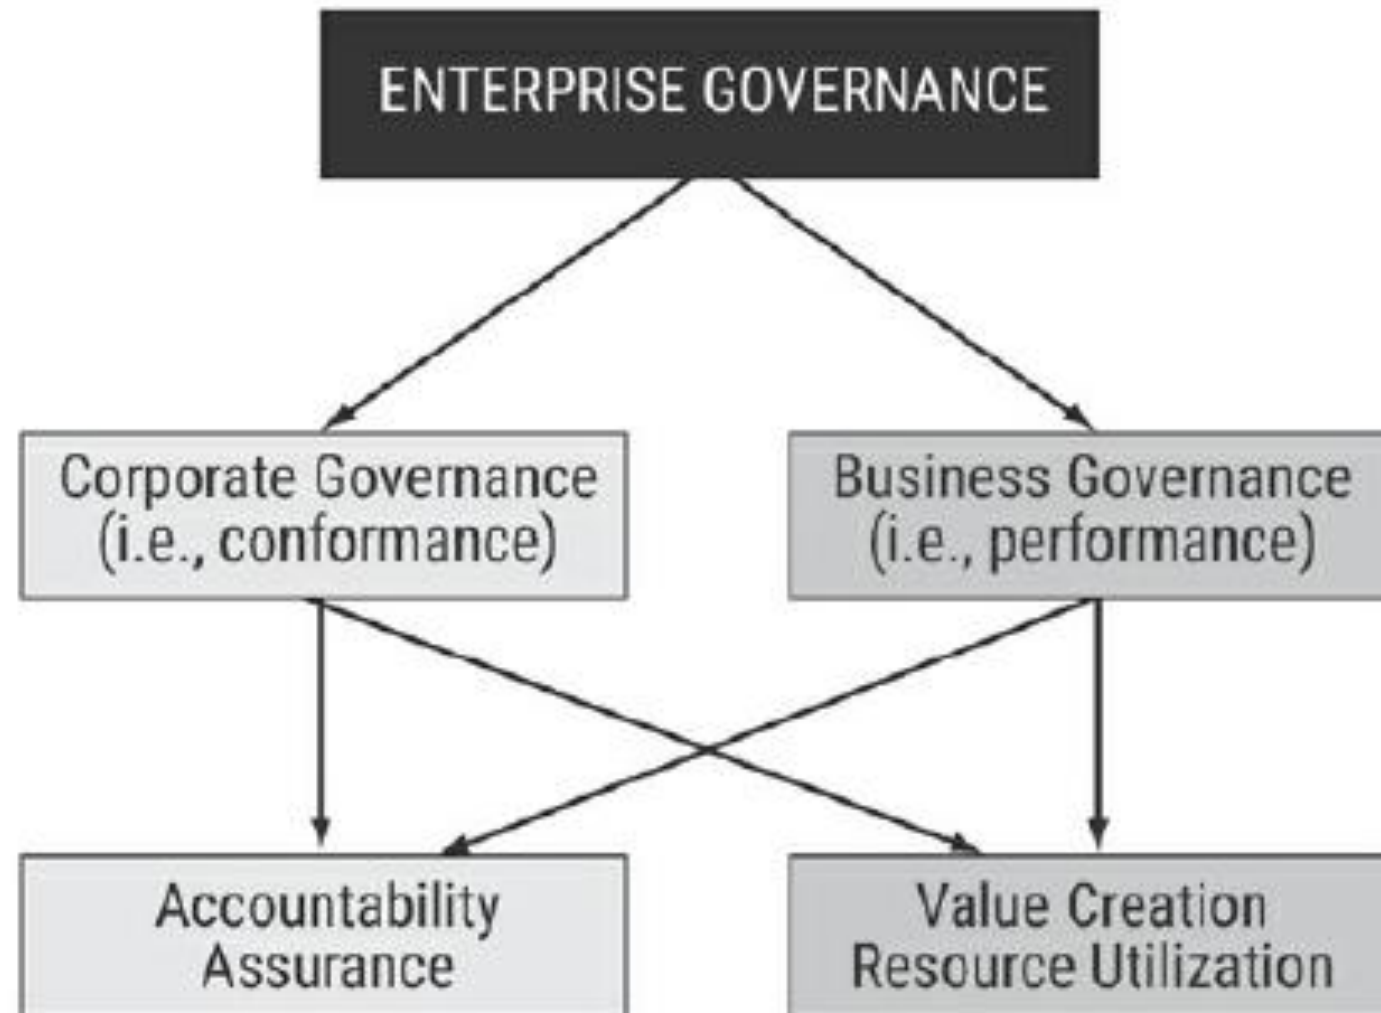 ENTERPRISE GOVERNANCE
Corporate Governance
(i.e., conformance)
Business Governance
(i.e., performance)
Accountability
Assurance
Value Creation
Resource Utilization